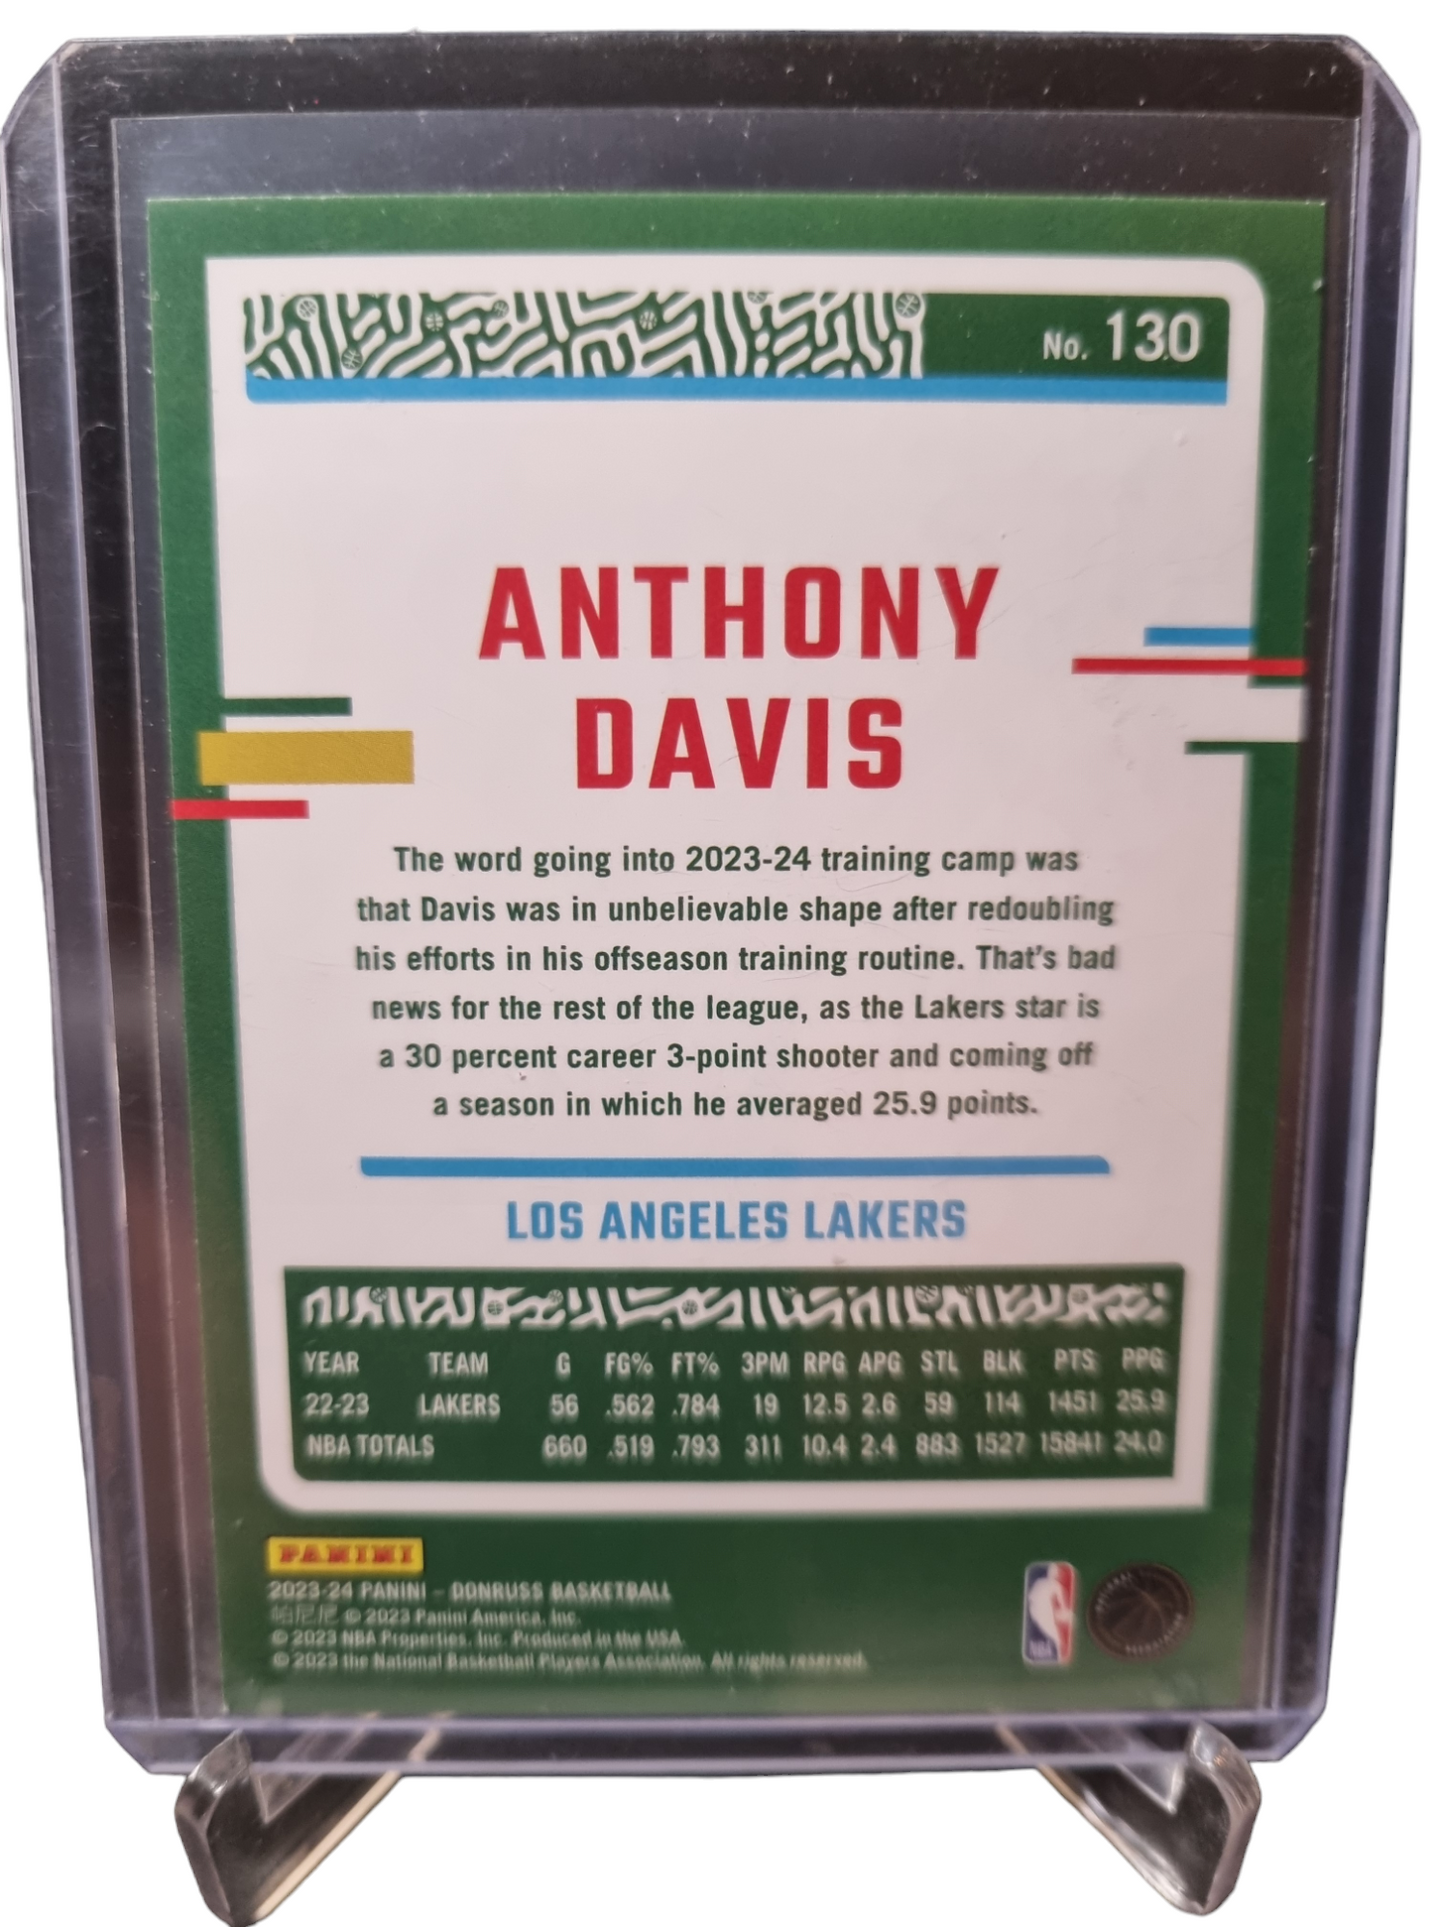 No. 130
ANTHONY
DAVIS
The word going into 2023-24 training camp was
that Davis was in unbelievable shape after redoubling
his efforts in his offseason training routine. That's bad
news for the rest of the league, as the Lakers star is
a 30 percent career 3-point shooter and coming off
a season in which he averaged 25.9 points.
LOS ANGELES LAKERS
YEAR TEAM G FG% FT% 3PM RPG APG STL BLK PTS PPG
22-23 LAKERS 56 .562 .784 19 12.5 2.6 59 114 1451 25.9
NBA TOTALS 660 .519 .793 311 10.4 2.4 883 1527 15841 24.0
PANINI
2023-24 PANINI – DONRUSS BASKETBALL
帕尼尼 © 2023 Panini America, Inc.
© 2023 NBA Properties, Inc. Produced in the USA.
© 2023 the National Basketball Players Association. All rights reserved.
NBA